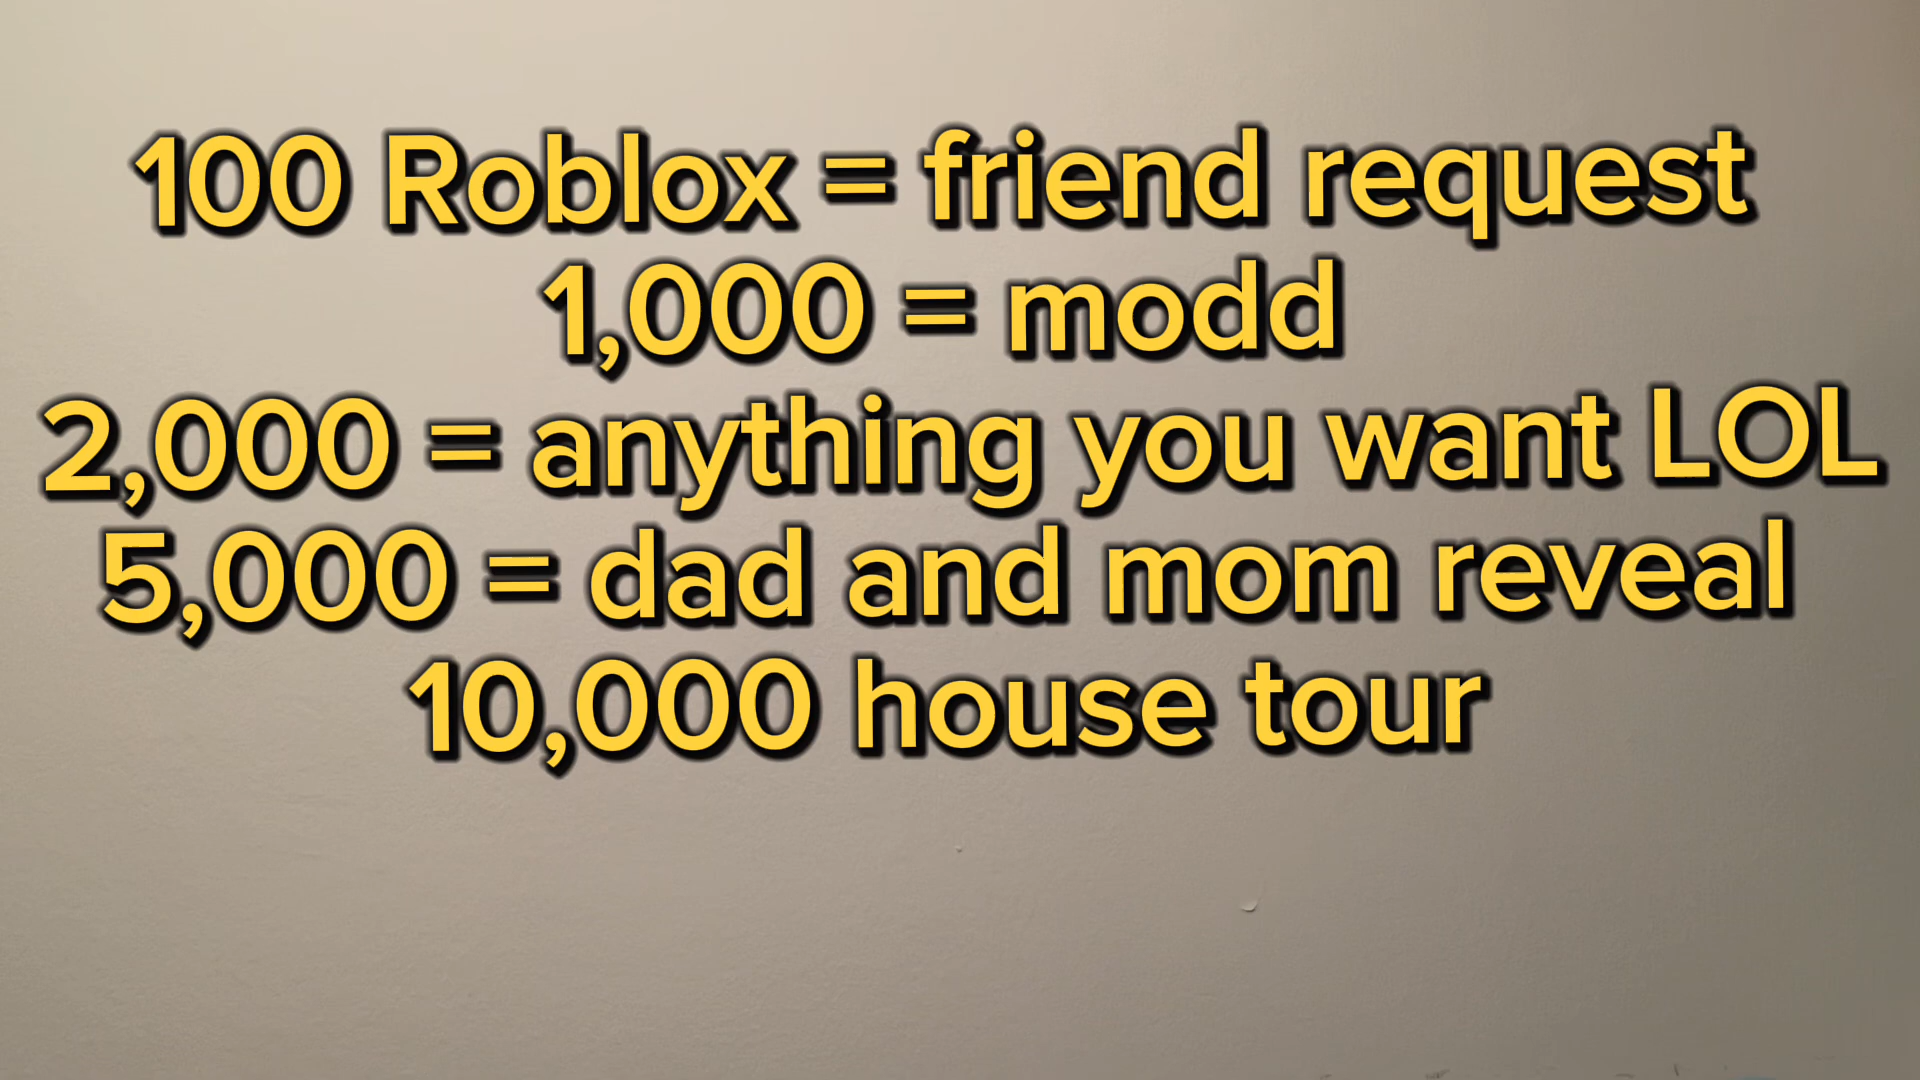 100 Roblox = friend request
1,000 = modd
2,000 = anything you want LOL
5,000 = dad and mom reveal
10,000 house tour